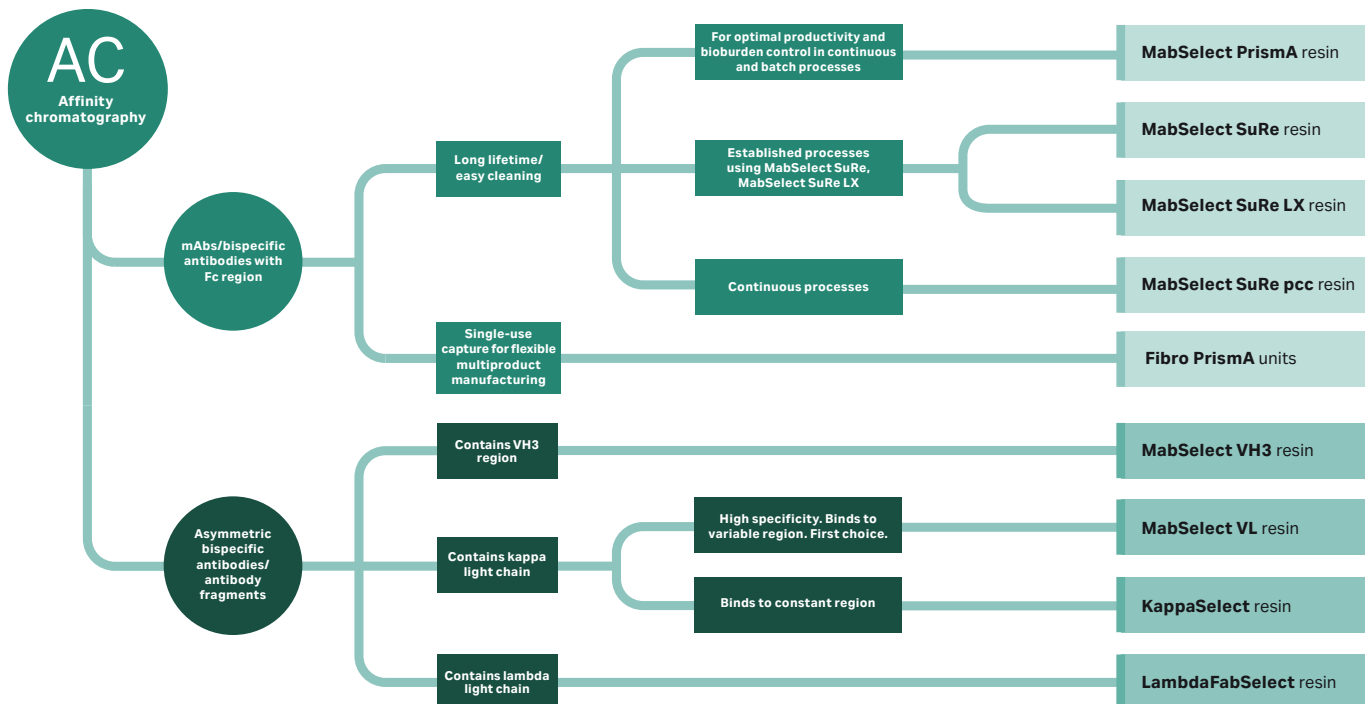 AC
Affinity
chromatography
mAbs/bispecific
antibodies with
Fc region
Long lifetime/
easy cleaning
For optimal productivity and
bioburden control in continuous
and batch processes
MabSelect PrismA resin
Established processes
using MabSelect SuRe,
MabSelect SuRe LX
MabSelect SuRe resin
MabSelect SuRe LX resin
Continuous processes
MabSelect SuRe pcc resin
Single-use
capture for flexible
multiproduct
manufacturing
Fibro PrismA units
Asymmetric
bispecific
antibodies/
antibody
fragments
Contains VH3
region
MabSelect VH3 resin
Contains kappa
light chain
High specificity. Binds to
variable region. First choice.
MabSelect VL resin
Binds to constant region
KappaSelect resin
Contains lambda
light chain
LambdaFabSelect resin